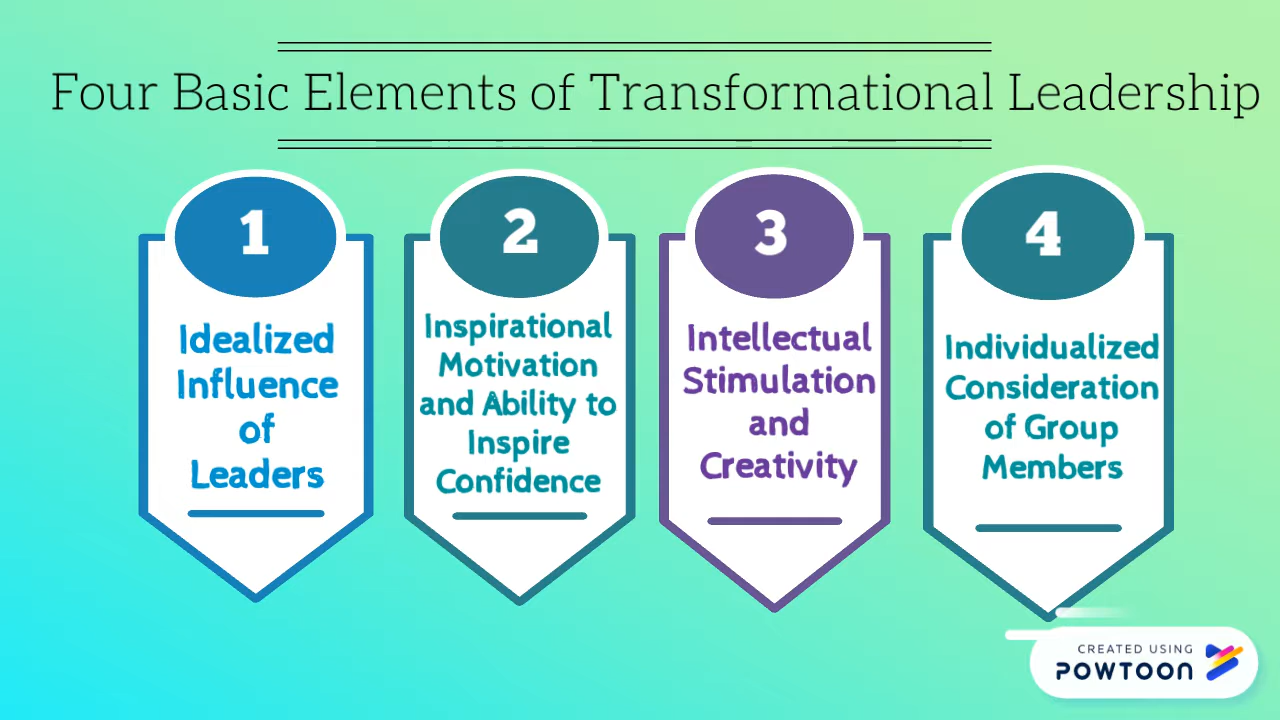 Four Basic Elements of Transformational Leadership
1
Idealized
Influence
of
Leaders
2
Inspirational
Motivation
and Ability to
Inspire
Confidence
3
Intellectual
Stimulation
and
Creativity
4
Individualized
Consideration
of Group
Members
CREATED USING
POWTOON